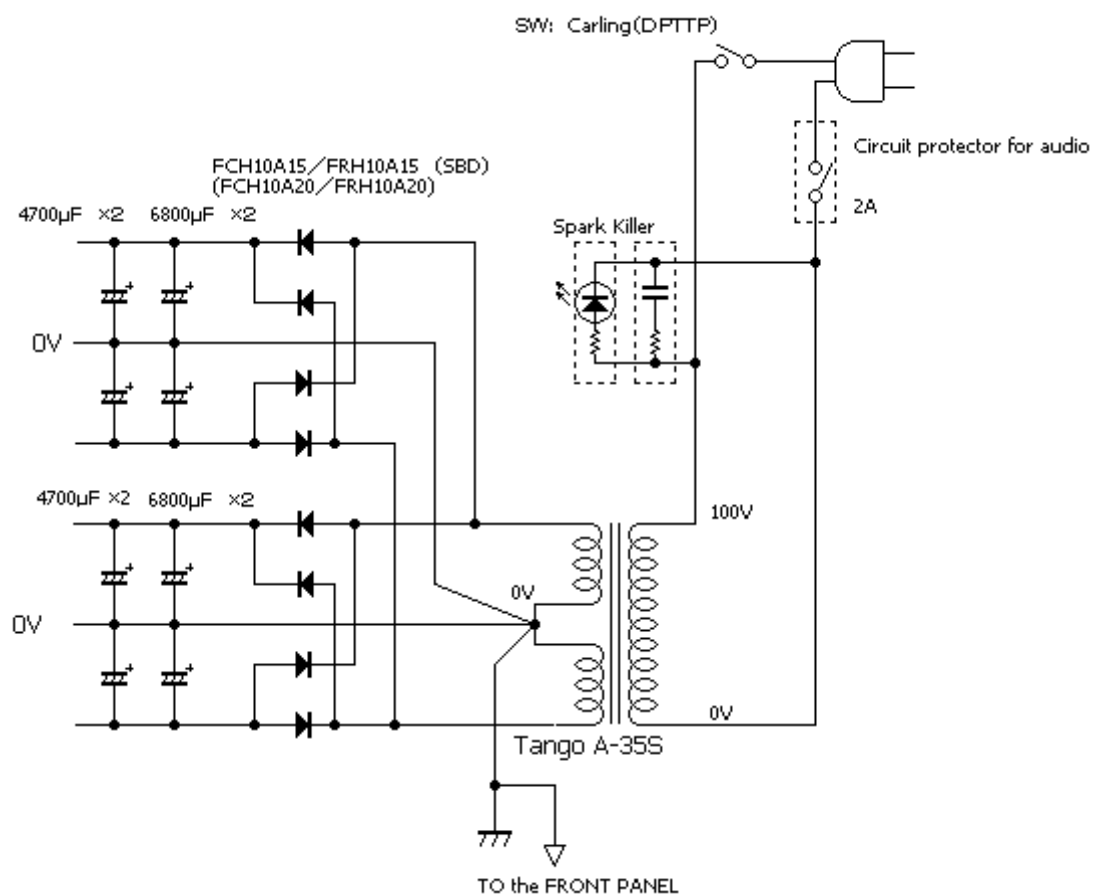 SW: Carling(DPTTP)
Circuit protector for audio
2A
FCH10A15／FRH10A15 (SBD)
(FCH10A20／FRH10A20)
4700μF ×2 6800μF ×2
Spark Killer
+ +
0V
+ +
4700μF ×2 6800μF ×2
100V
+ +
0V
0V
+ +
0V
Tango A-35S
TO the FRONT PANEL